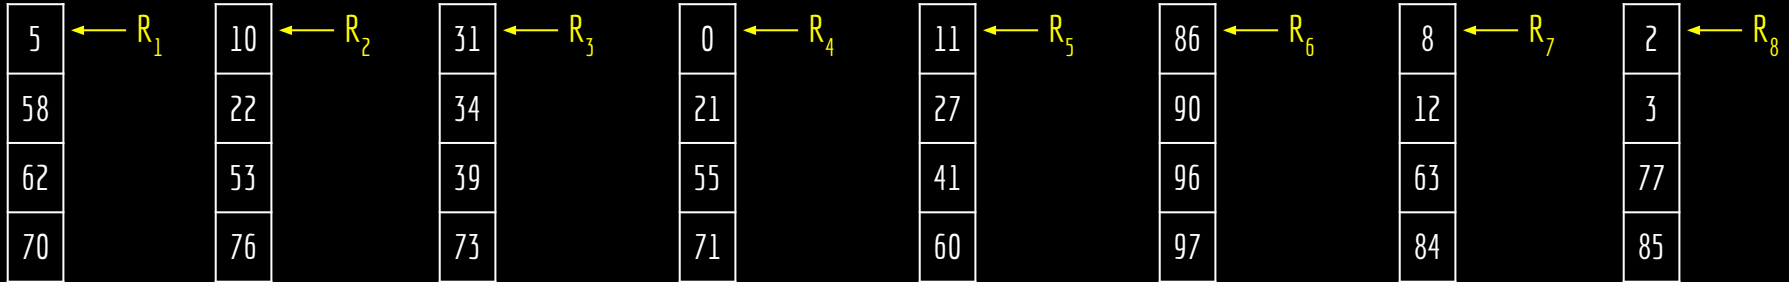 5 R₁ 10 R₂ 31 R₃ 0 R₄ 11 R₅ 86 R₆ 8 R₇ 2 R₈
58 22 34 21 27 90 12 3
62 53 39 55 41 96 63 77
70 76 73 71 60 97 84 85